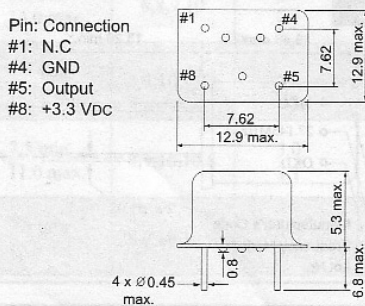 Pin: Connection
#1: N.C
#4: GND
#5: Output
#8: +3.3 VDC
#1
#4
#8
#5
7.62
12.9 max.
7.62
12.9 max.
5.3 max.
0.8
6.8 max.
4 x Ø0.45
max.